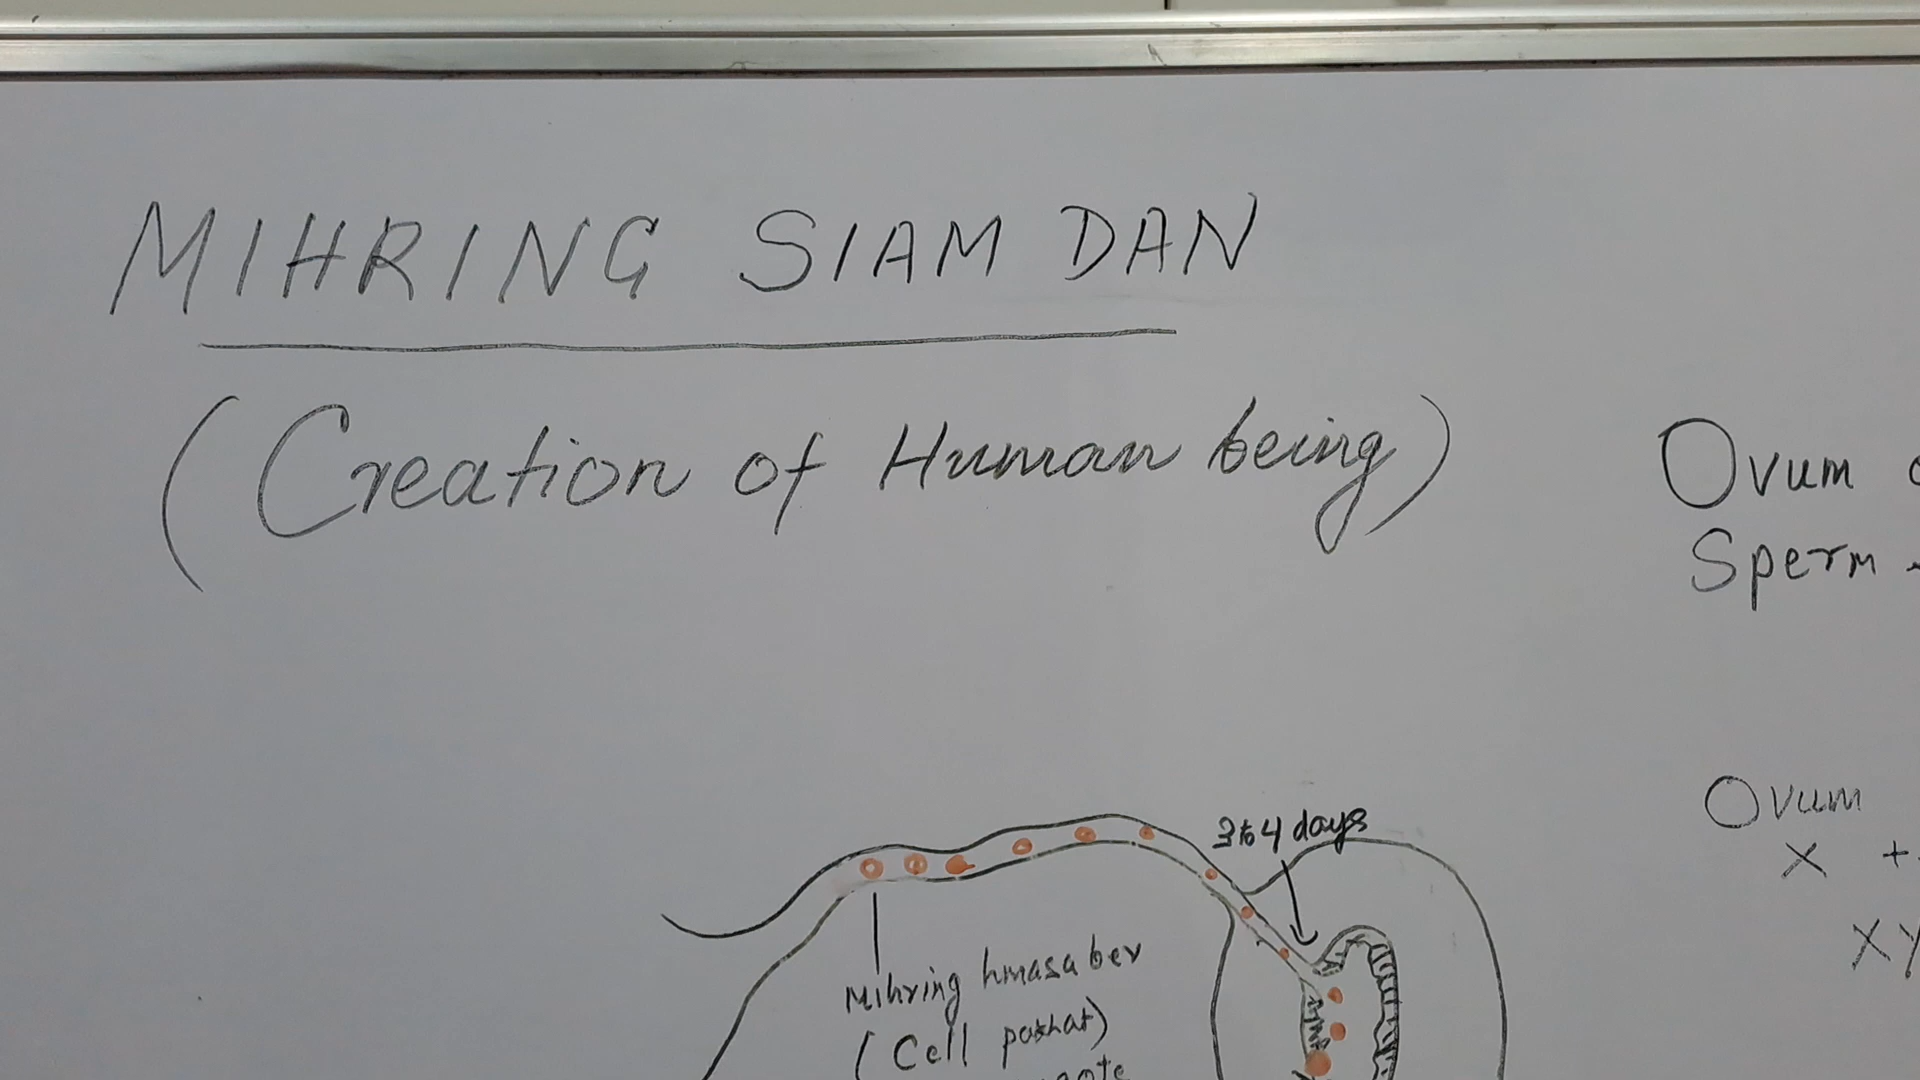 MIHRING SIAM DAN
(Creation of Human being)
Ovum
Sperm
Ovum
X +
XY
3 to 4 days
Mihring hmasa ber
(Cell pakhat)